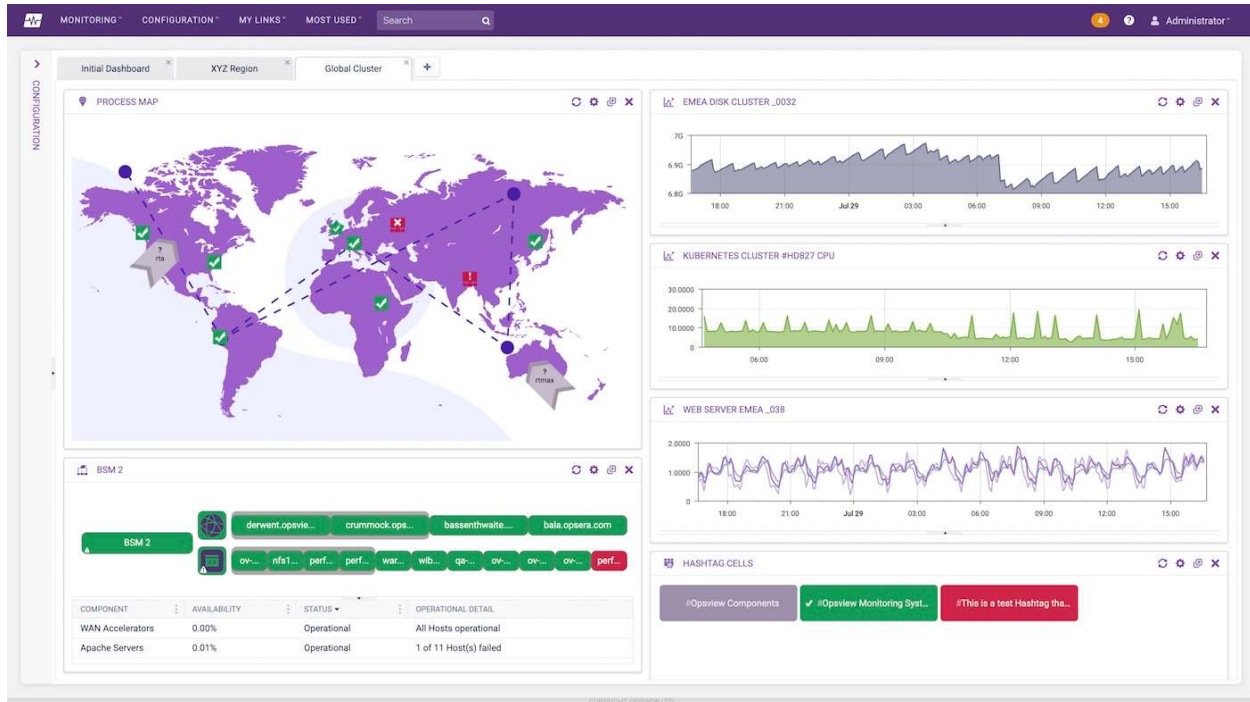 MONITORING CONFIGURATION MY LINKS MOST USED Search 4 ? Administrator
Initial Dashboard XYZ Region Global Cluster +
CONFIGURATION
PROCESS MAP
?
rta
?
rtmax
BSM 2
BSM 2
derwent.opsvie... crummock.ops... bassenthwaite.... bala.opsera.com
ov-... nfs1... perf... perf... war... wib... qa-... ov-... ov-... ov-... perf...
COMPONENT AVAILABILITY STATUS OPERATIONAL DETAIL
WAN Accelerators 0.00% Operational All Hosts operational
Apache Servers 0.01% Operational 1 of 11 Host(s) failed
EMEA DISK CLUSTER _0032
7G
6.9G
6.8G
18:00 21:00 Jul 29 03:00 06:00 09:00 12:00 15:00
KUBERNETES CLUSTER #HD827 CPU
30.0000
20.0000
10.0000
0
06:00 09:00 12:00 15:00
WEB SERVER EMEA _038
2.0000
1.0000
0
18:00 21:00 Jul 29 03:00 06:00 09:00 12:00 15:00
HASHTAG CELLS
#Opsview Components #Opsview Monitoring Syst... #This is a test Hashtag tha...